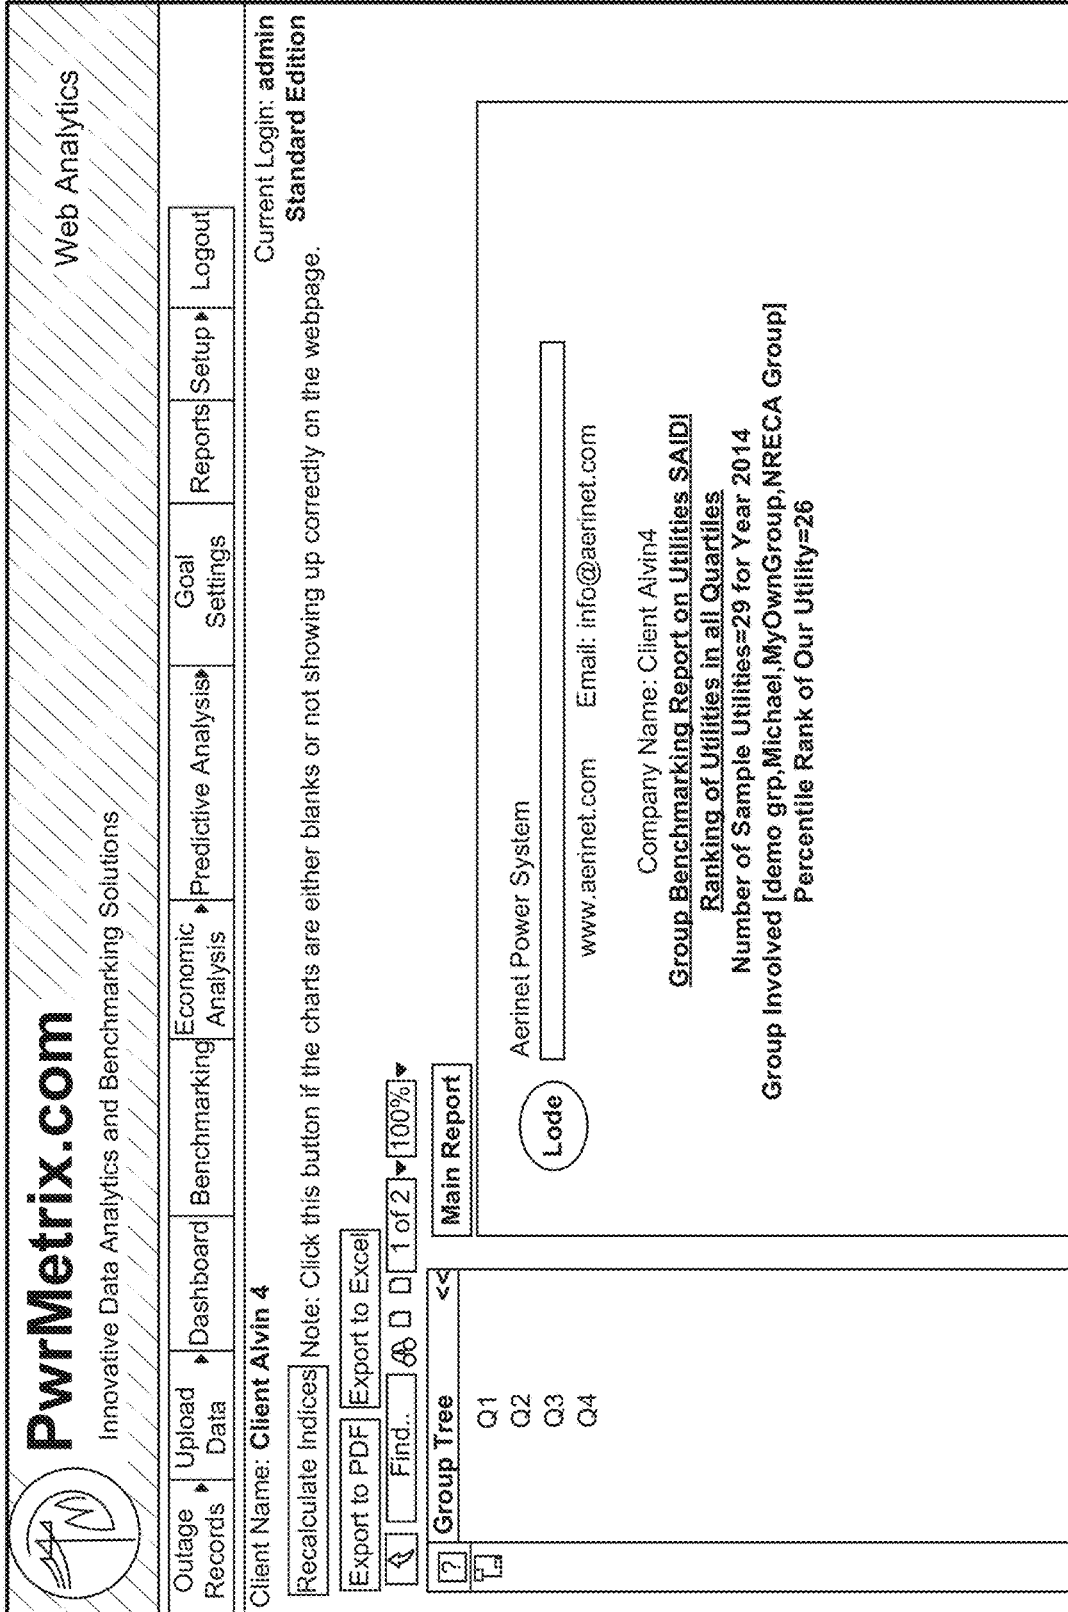 PwrMetrix.com
Web Analytics
Innovative Data Analytics and Benchmarking Solutions
Outage Records
Upload Data
Dashboard
Benchmarking
Economic Analysis
Predictive Analysis
Goal Settings
Reports
Setup
Logout
Client Name: Client Alvin 4
Current Login: admin
Standard Edition
Recalculate Indices Note: Click this button if the charts are either blanks or not showing up correctly on the webpage.
Export to PDF Export to Excel
Find.. 1 of 2 100%
? Group Tree <<
Main Report
Q1
Q2
Q3
Q4
Lode
Aerinet Power System
www.aerinet.com Email: info@aerinet.com
Company Name: Client Alvin4
Group Benchmarking Report on Utilities SAIDI
Ranking of Utilities in all Quartiles
Number of Sample Utilities=29 for Year 2014
Group Involved [demo grp,Michael,MyOwnGroup,NRECA Group]
Percentile Rank of Our Utility=26